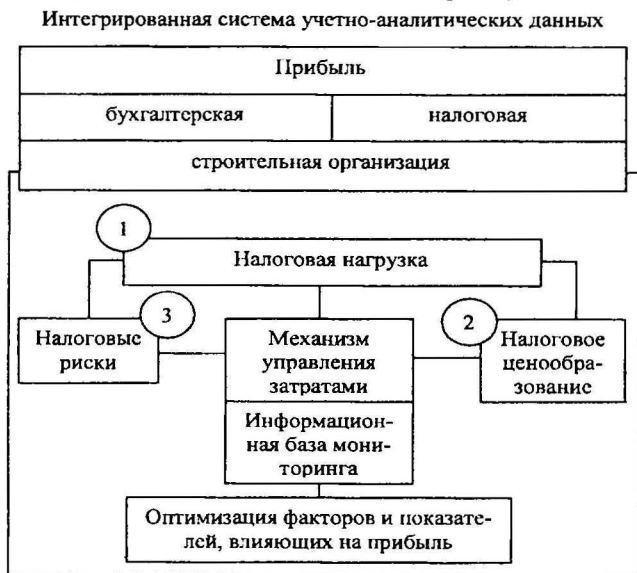 Интегрированная система учетно-аналитических данных
Прибыль
бухгалтерская
налоговая
строительная организация
1
Налоговая нагрузка
3
2
Налоговые
риски
Механизм
управления
затратами
Налоговое
ценообра-
зование
Информацион-
ная база мони-
торинга
Оптимизация факторов и показате-
лей, влияющих на прибыль